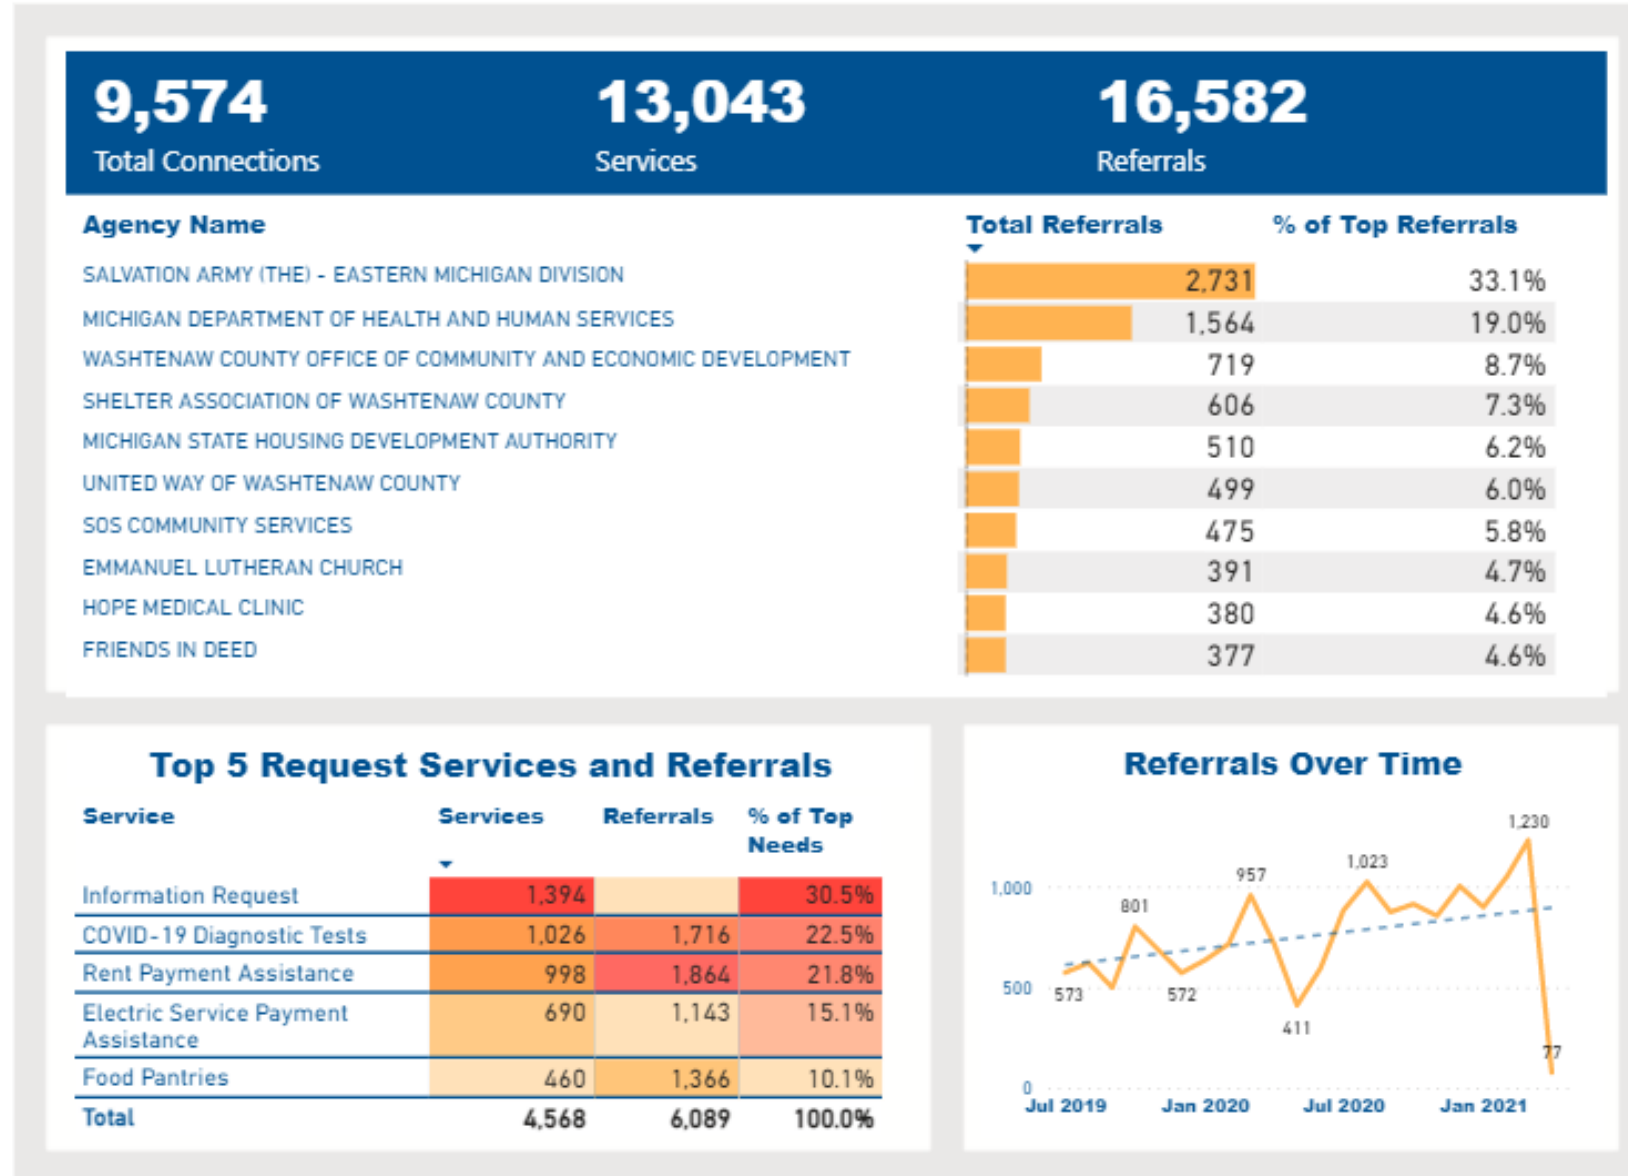 9,574 13,043 16,582
Total Connections Services Referrals
Agency Name Total Referrals % of Top Referrals
SALVATION ARMY (THE) - EASTERN MICHIGAN DIVISION 2,731 33.1%
MICHIGAN DEPARTMENT OF HEALTH AND HUMAN SERVICES 1,564 19.0%
WASHTENAW COUNTY OFFICE OF COMMUNITY AND ECONOMIC DEVELOPMENT 719 8.7%
SHELTER ASSOCIATION OF WASHTENAW COUNTY 606 7.3%
MICHIGAN STATE HOUSING DEVELOPMENT AUTHORITY 510 6.2%
UNITED WAY OF WASHTENAW COUNTY 499 6.0%
SOS COMMUNITY SERVICES 475 5.8%
EMMANUEL LUTHERAN CHURCH 391 4.7%
HOPE MEDICAL CLINIC 380 4.6%
FRIENDS IN DEED 377 4.6%
Top 5 Request Services and Referrals
Service Services Referrals % of Top
Needs
Information Request 1,394 30.5%
COVID-19 Diagnostic Tests 1,026 1,716 22.5%
Rent Payment Assistance 998 1,864 21.8%
Electric Service Payment 690 1,143 15.1%
Assistance
Food Pantries 460 1,366 10.1%
Total 4,568 6,089 100.0%
Referrals Over Time
1,230
1,023
957
1,000
801
500
573
572
411
77
0
Jul 2019 Jan 2020 Jul 2020 Jan 2021